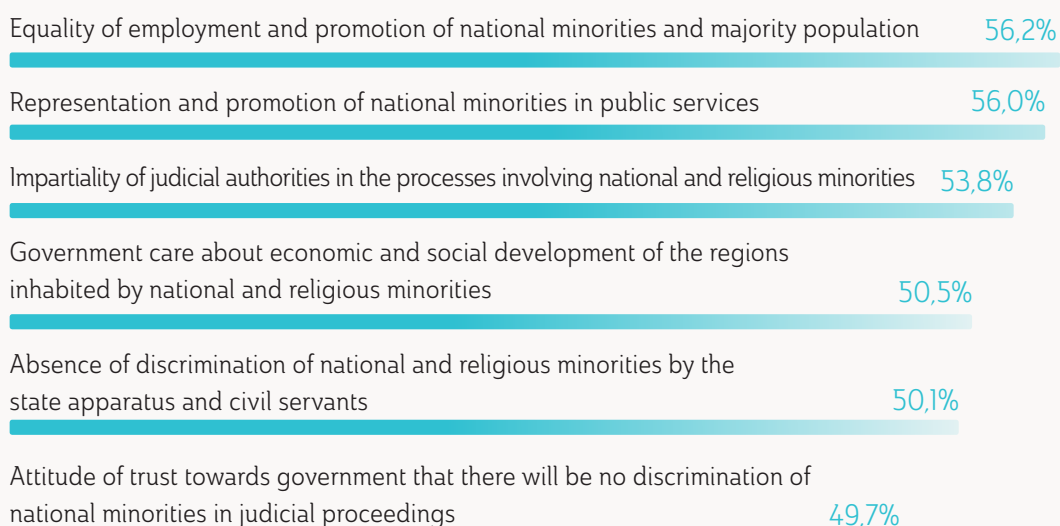 Equality of employment and promotion of national minorities and majority population 56,2%
Representation and promotion of national minorities in public services 56,0%
Impartiality of judicial authorities in the processes involving national and religious minorities 53,8%
Government care about economic and social development of the regions
inhabited by national and religious minorities 50,5%
Absence of discrimination of national and religious minorities by the
state apparatus and civil servants 50,1%
Attitude of trust towards government that there will be no discrimination of
national minorities in judicial proceedings 49,7%